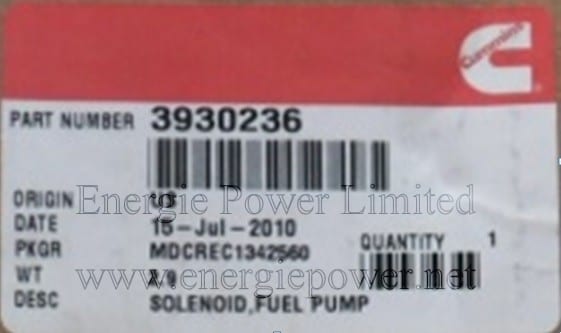 Cummins
PART NUMBER 3930236
ORIGIN
Energie Power Limited
DATE 15-Jul-2010
PKGR MDCREC1342560
QUANTITY 1
WT
www.energiepower.net
DESC SOLENOID,FUEL PUMP